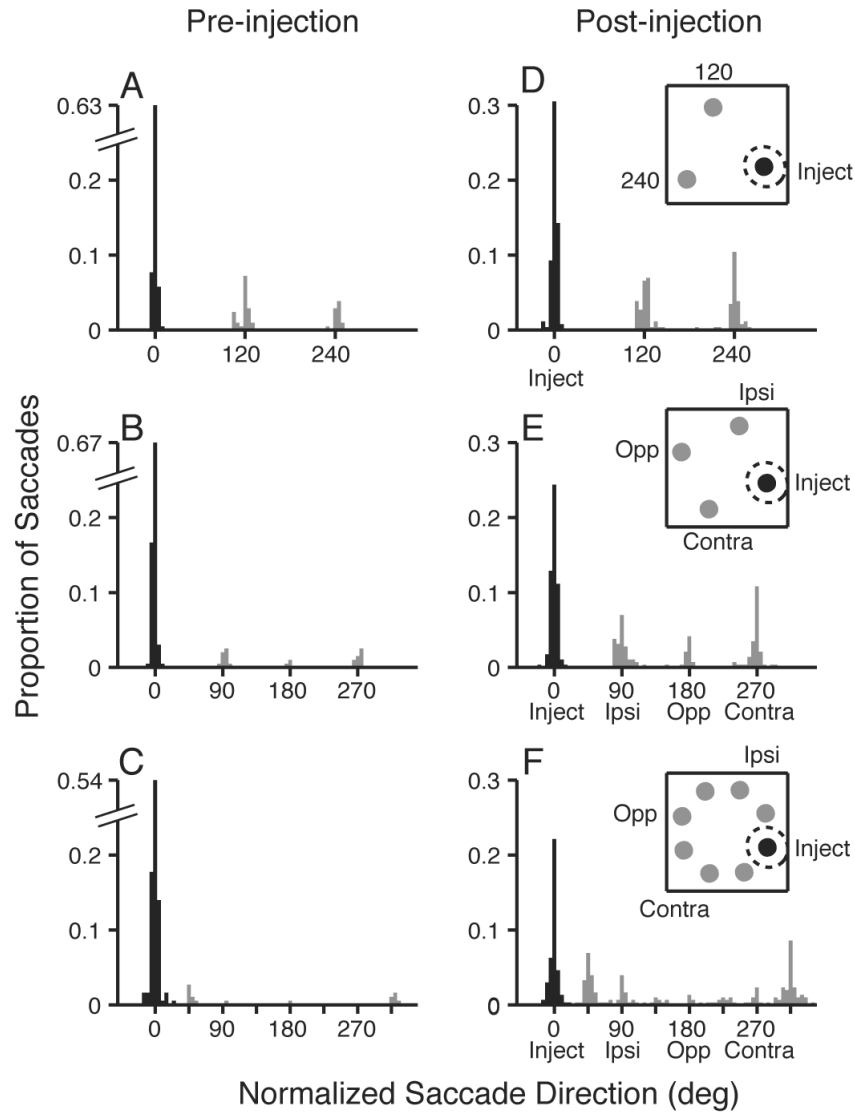 Pre-injection
Post-injection
Proportion of Saccades
A
0.63
0.2
0.1
0
0 120 240
D
0.3
0.2
0.1
0
0 120 240
Inject
120
240
Inject
B
0.67
0.2
0.1
0
0 90 180 270
E
0.3
0.2
0.1
0
0 90 180 270
Inject Ipsi Opp Contra
Ipsi
Opp
Inject
Contra
C
0.54
0.2
0.1
0
0 90 180 270
F
0.3
0.2
0.1
0
0 90 180 270
Inject Ipsi Opp Contra
Ipsi
Opp
Inject
Contra
Normalized Saccade Direction (deg)